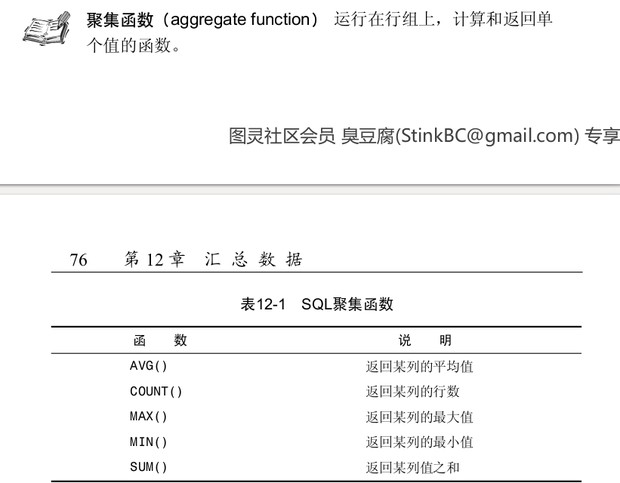 聚集函数（aggregate function） 运行在行组上，计算和返回单
个值的函数。
图灵社区会员 臭豆腐(StinkBC@gmail.com) 专享
76 第 12 章 汇 总 数 据
表12-1 SQL聚集函数
函 数 说 明
AVG() 返回某列的平均值
COUNT() 返回某列的行数
MAX() 返回某列的最大值
MIN() 返回某列的最小值
SUM() 返回某列值之和